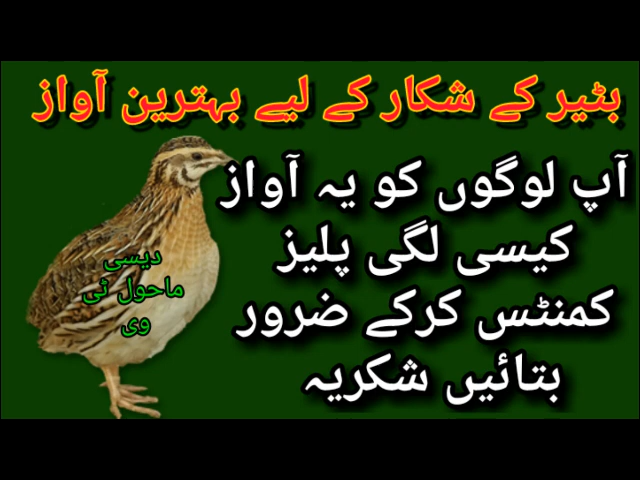 بٹیر کے شکار کے لیے بہترین آواز
آپ لوگوں کو یہ آواز
کیسی لگی پلیز
کمنٹس کرکے ضرور
بتائیں شکریہ
دیسی
ماحول ٹی
وی